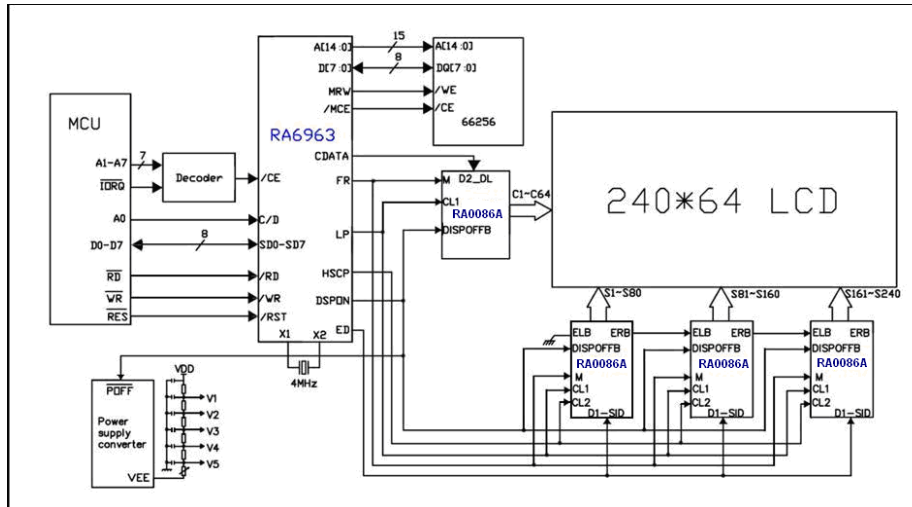 MCU
A1-A7
7
IORQ
A0
D0-D7
8
RD
WR
RES
Decoder
RA6963
A[14:0]
D[7:0]
MRW
/MCE
CDATA
FR
LP
HSCP
DSPON
ED
/CE
C/D
SD0-SD7
/RD
/WR
/RST
X1
X2
4MHz
15
8
A[14:0]
DQ[7:0]
/WE
/CE
66256
D2_DL
M
CL1
RA0086A
DISPOFFB
C1~C64
240*64 LCD
S1~S80
S81~S160
S161~S240
ELB ERB
DISPOFFB
RA0086A
M
CL1
CL2
D1-SID
ELB ERB
DISPOFFB
RA0086A
M
CL1
CL2
D1-SID
ELB ERB
DISPOFFB
RA0086A
M
CL1
CL2
D1-SID
POFF
Power
supply
converter
VEE
VDD
V1
V2
V3
V4
V5